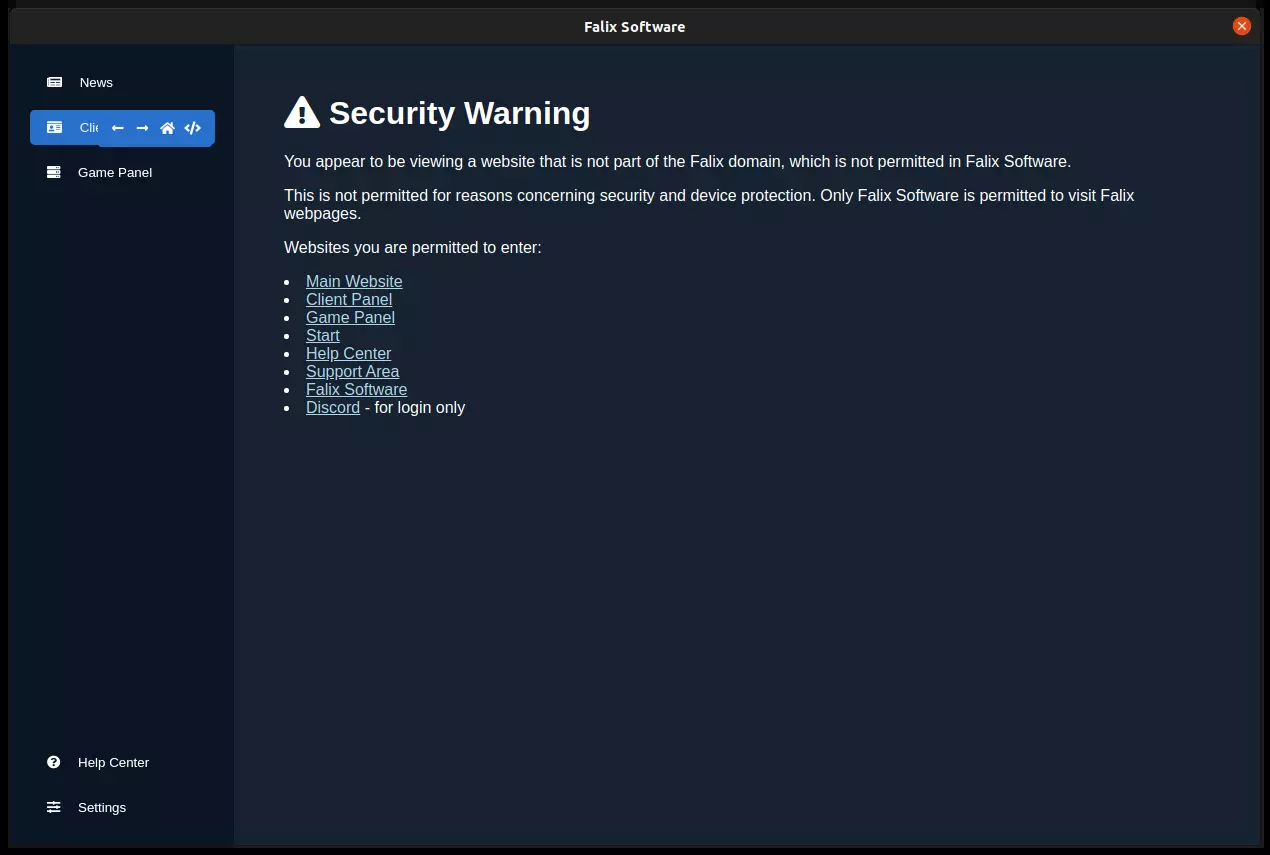 Falix Software
News
Game Panel
Help Center
Settings
Security Warning
You appear to be viewing a website that is not part of the Falix domain, which is not permitted in Falix Software.
This is not permitted for reasons concerning security and device protection. Only Falix Software is permitted to visit Falix
webpages.
Websites you are permitted to enter:
Main Website
Client Panel
Game Panel
Start
Help Center
Support Area
Falix Software
Discord - for login only